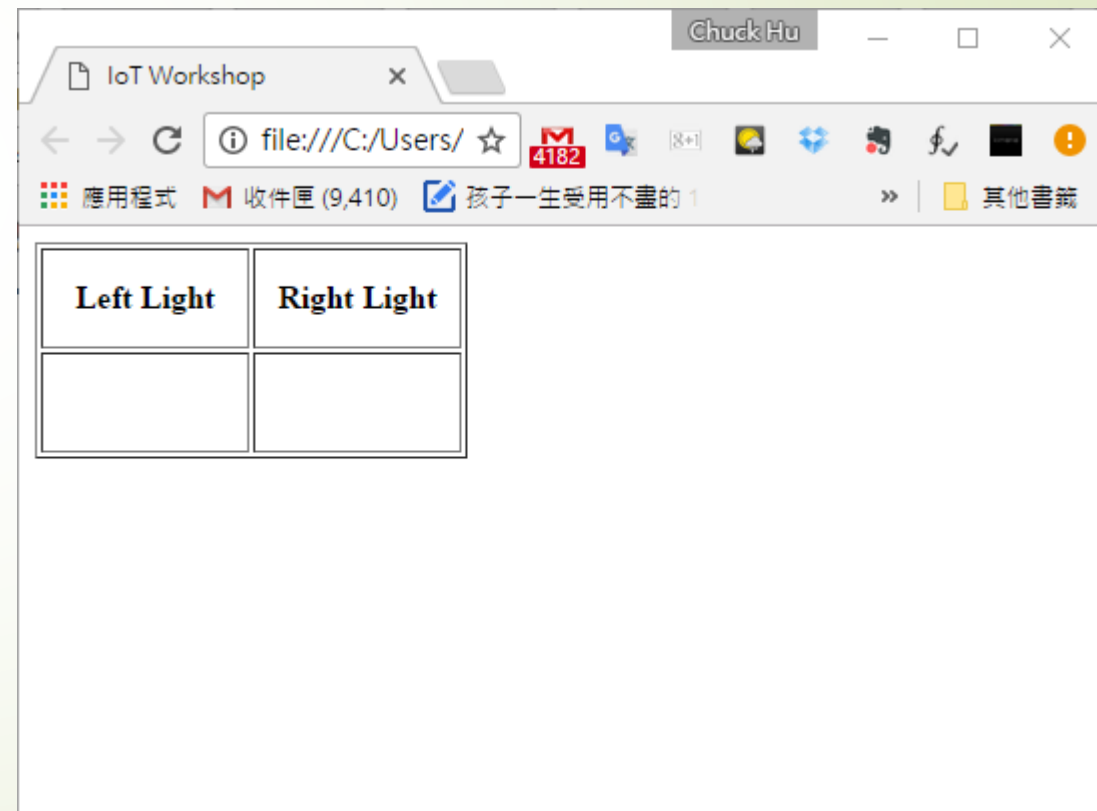 Chuck Hu
IoT Workshop
file:///C:/Users/
4182
應用程式 收件匣 (9,410) 孩子一生受用不盡的 1 » 其他書籤
Left Light Right Light